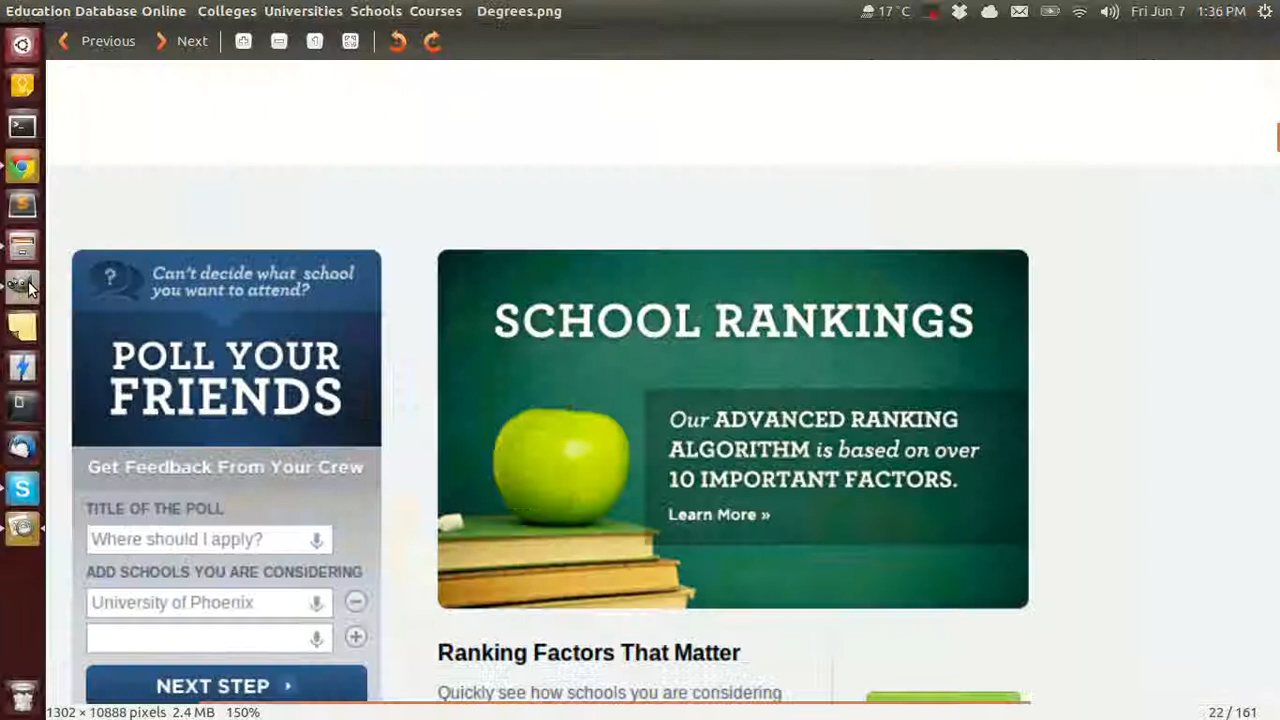 Education Database Online Colleges Universities Schools Courses Degrees.png
17 °C
Fri Jun 7 1:36 PM
Previous Next
Can't decide what school
you want to attend?
POLL YOUR
FRIENDS
Get Feedback From Your Crew
TITLE OF THE POLL
Where should I apply?
ADD SCHOOLS YOU ARE CONSIDERING
University of Phoenix
NEXT STEP ›
SCHOOL RANKINGS
Our ADVANCED RANKING
ALGORITHM is based on over
10 IMPORTANT FACTORS.
Learn More »
Ranking Factors That Matter
Quickly see how schools you are considering
1302 × 10888 pixels 2.4 MB 150%
22 / 161